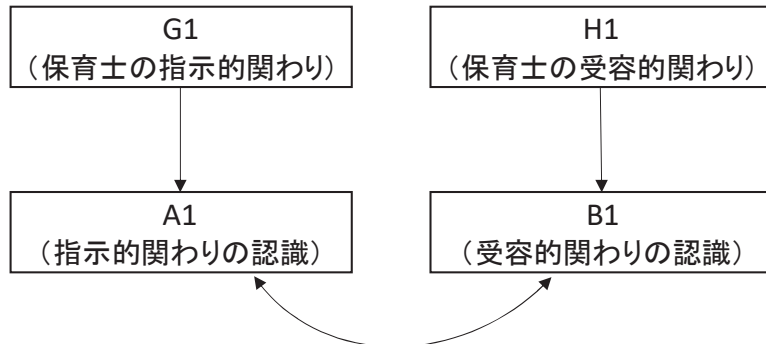 G1
（保育士の指示的関わり）
H1
（保育士の受容的関わり）
A1
（指示的関わりの認識）
B1
（受容的関わりの認識）